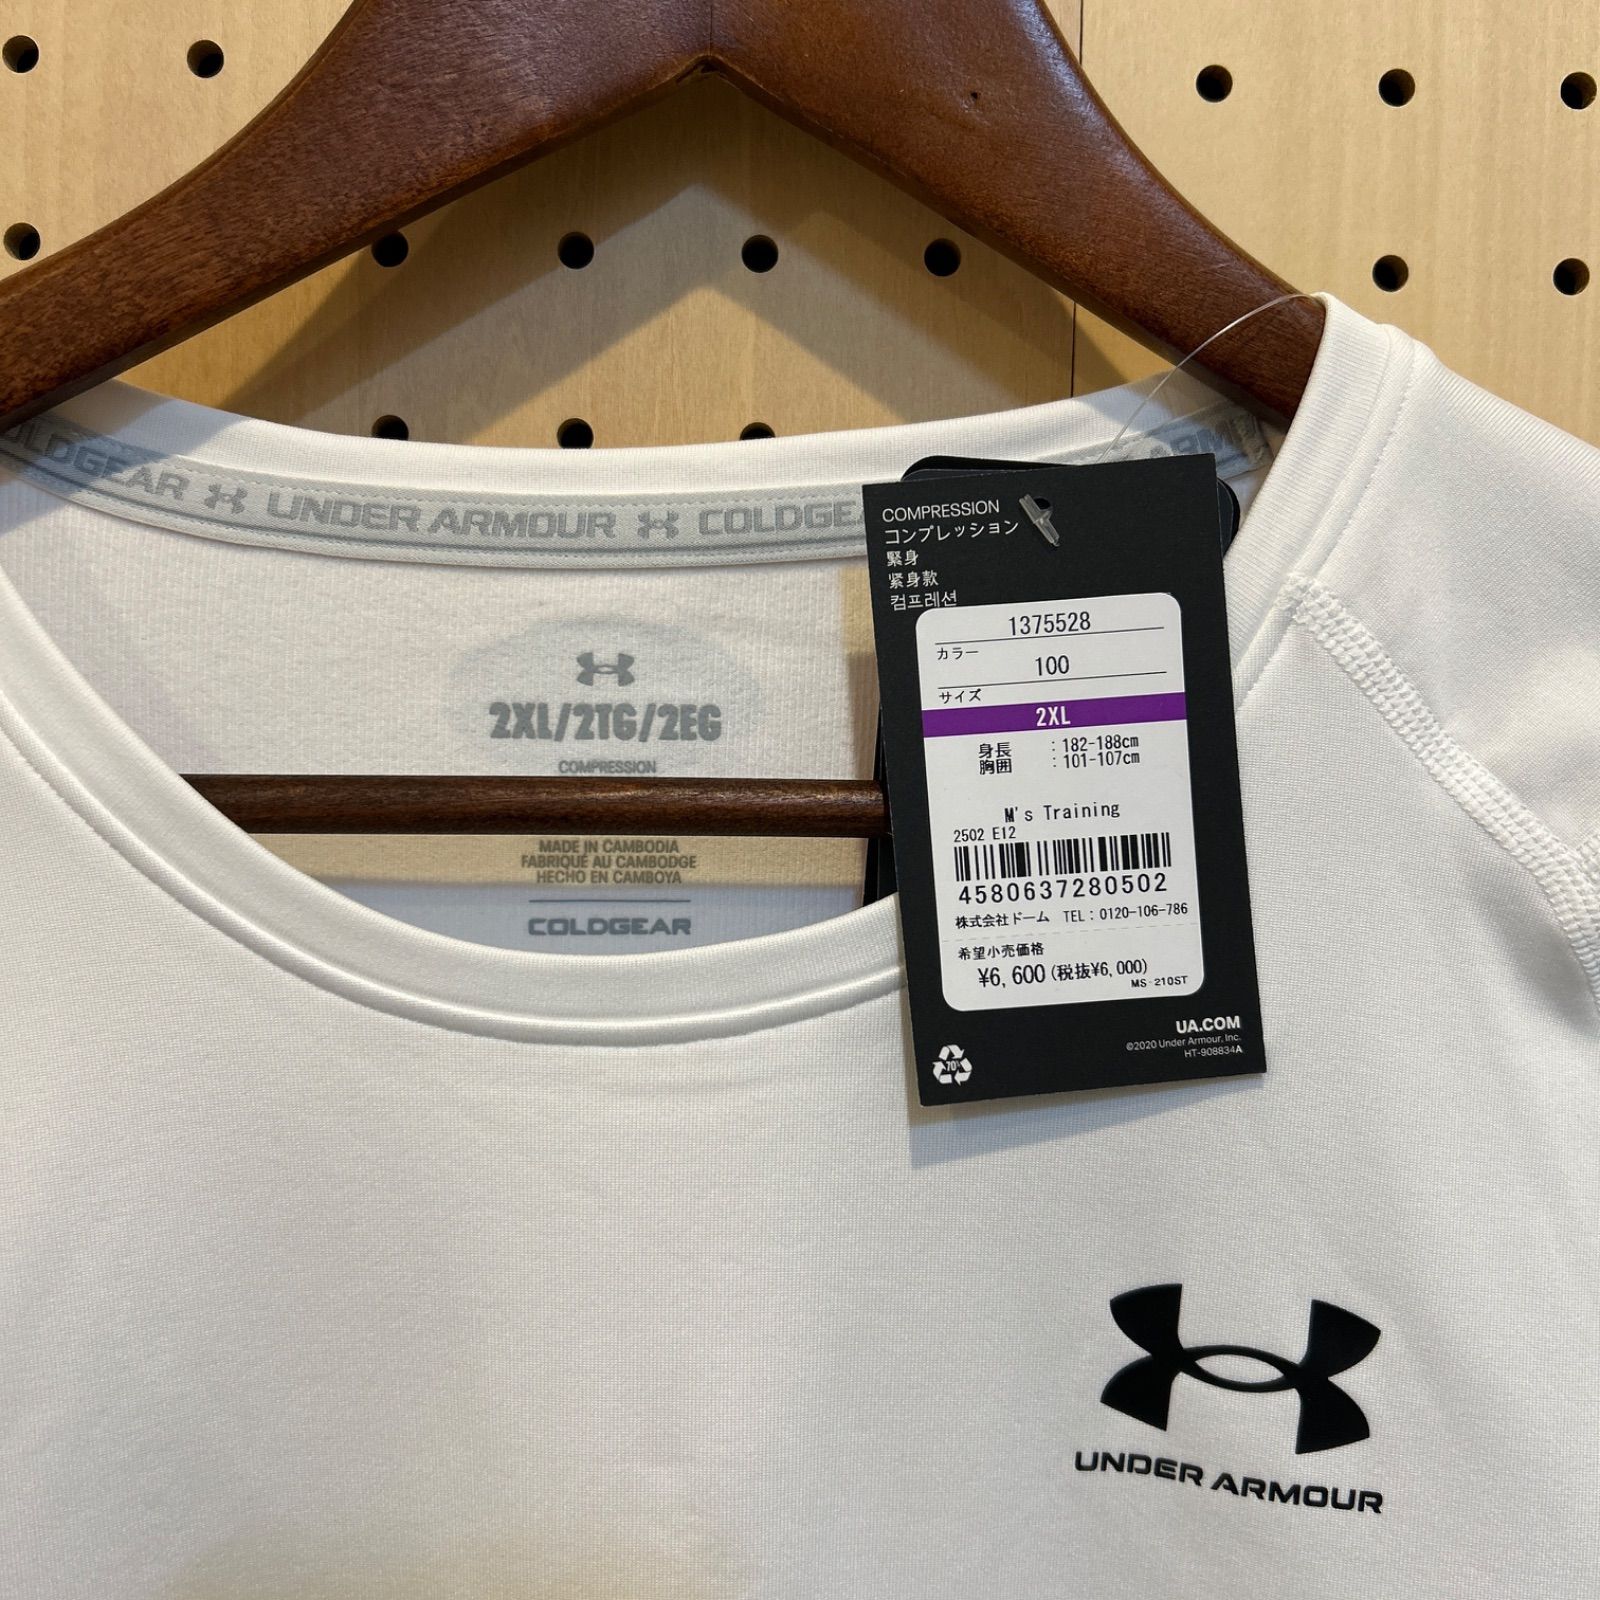 OLDGEAR UNDER ARMOUR COLDGEA
ARM
2XL/2TG/2EG
COMPRESSION
MADE IN CAMBODIA
FABRIQUÉ AU CAMBODGE
HECHO EN CAMBOYA
COLDGEAR
COMPRESSION
コンプレッション
緊身
紧身款
컴프레션
1375528
カラー
100
サイズ
2XL
身長 : 182-188cm
胸囲 : 101-107cm
M's Training
2502 E12
4580637280502
株式会社ドーム TEL : 0120-106-786
希望小売価格
¥6,600 (税抜¥6,000)
MS-210ST
UA.COM
©2020 Under Armour, Inc.
HT-908834A
70%
UNDER ARMOUR